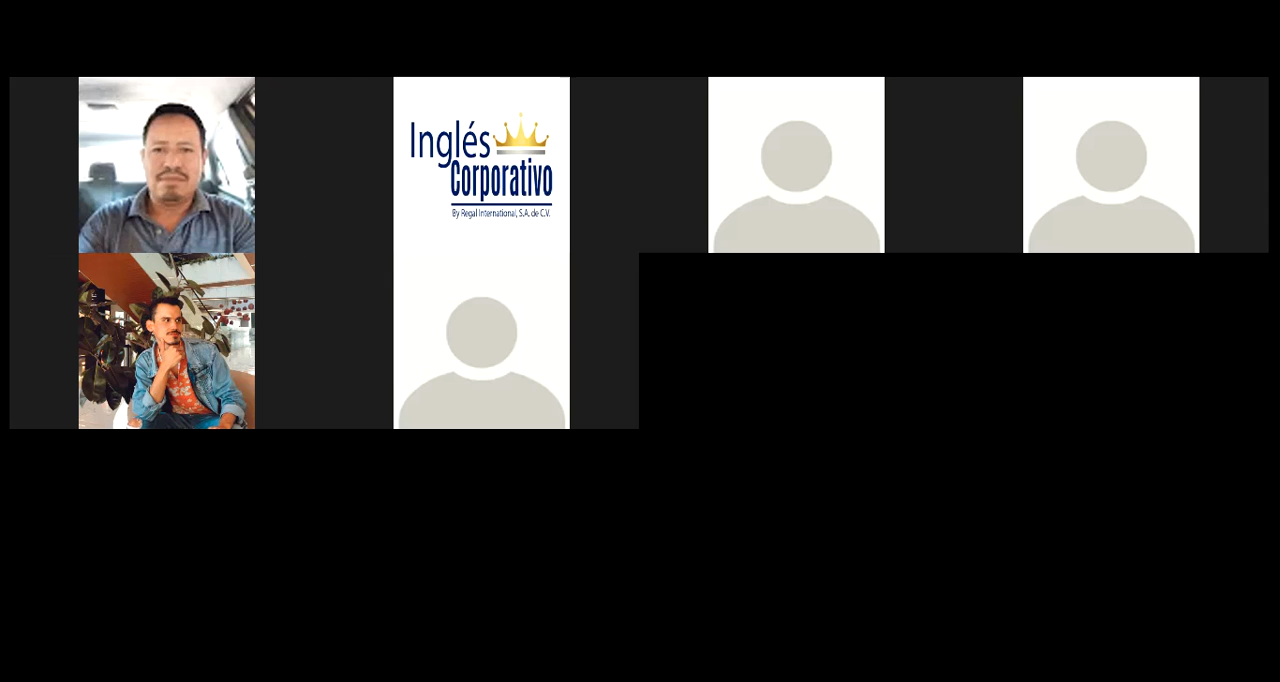 Inglés
Corporativo
By Regal International, S.A. de C.V.